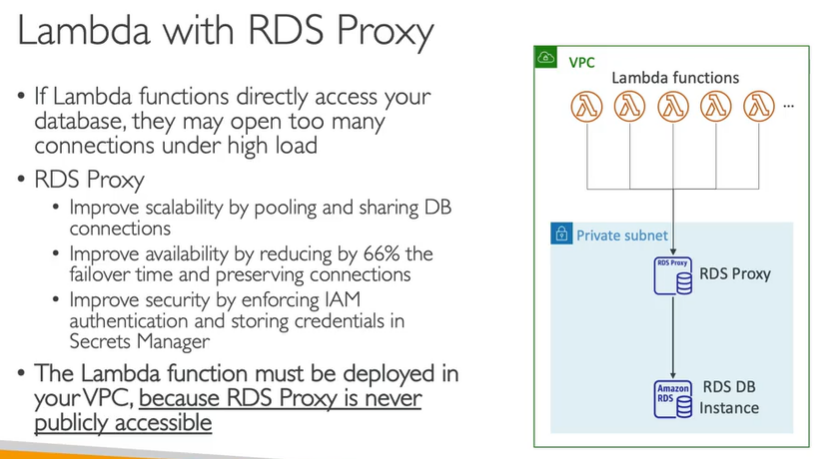 Lambda with RDS Proxy
• If Lambda functions directly access your
database, they may open too many
connections under high load
• RDS Proxy
• Improve scalability by pooling and sharing DB
connections
• Improve availability by reducing by 66% the
failover time and preserving connections
• Improve security by enforcing IAM
authentication and storing credentials in
Secrets Manager
• The Lambda function must be deployed in
your VPC, because RDS Proxy is never
publicly accessible
VPC
Lambda functions
...
Private subnet
RDS Proxy
RDS Proxy
Amazon
RDS
RDS DB
Instance